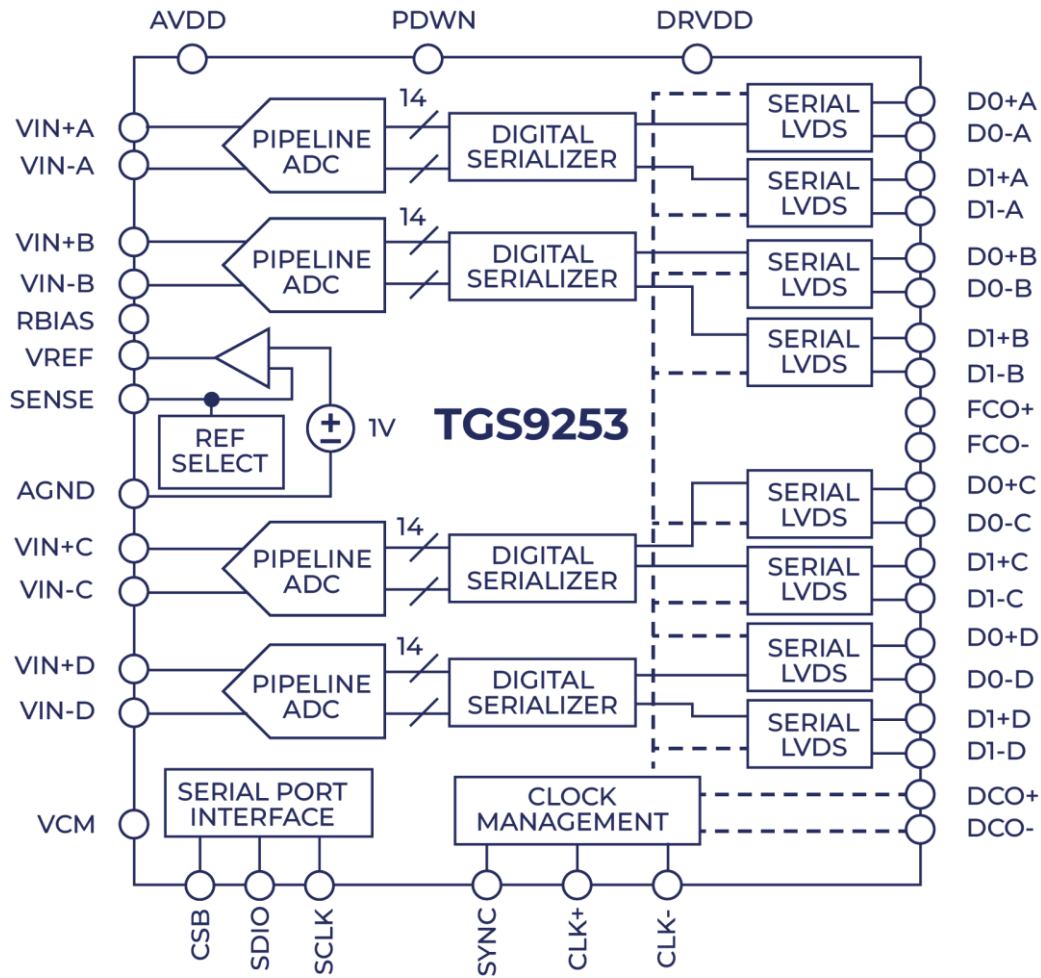 AVDD
PDWN
DRVDD
VIN+A
VIN-A
PIPELINE
ADC
14
DIGITAL
SERIALIZER
SERIAL
LVDS
D0+A
D0-A
SERIAL
LVDS
D1+A
D1-A
VIN+B
VIN-B
PIPELINE
ADC
14
DIGITAL
SERIALIZER
SERIAL
LVDS
D0+B
D0-B
SERIAL
LVDS
D1+B
D1-B
RBIAS
VREF
SENSE
REF
SELECT
1V
TGS9253
FCO+
FCO-
AGND
VIN+C
VIN-C
PIPELINE
ADC
14
DIGITAL
SERIALIZER
SERIAL
LVDS
D0+C
D0-C
SERIAL
LVDS
D1+C
D1-C
VIN+D
VIN-D
PIPELINE
ADC
14
DIGITAL
SERIALIZER
SERIAL
LVDS
D0+D
D0-D
SERIAL
LVDS
D1+D
D1-D
VCM
SERIAL PORT
INTERFACE
CLOCK
MANAGEMENT
DCO+
DCO-
CSB
SDIO
SCLK
SYNC
CLK+
CLK-